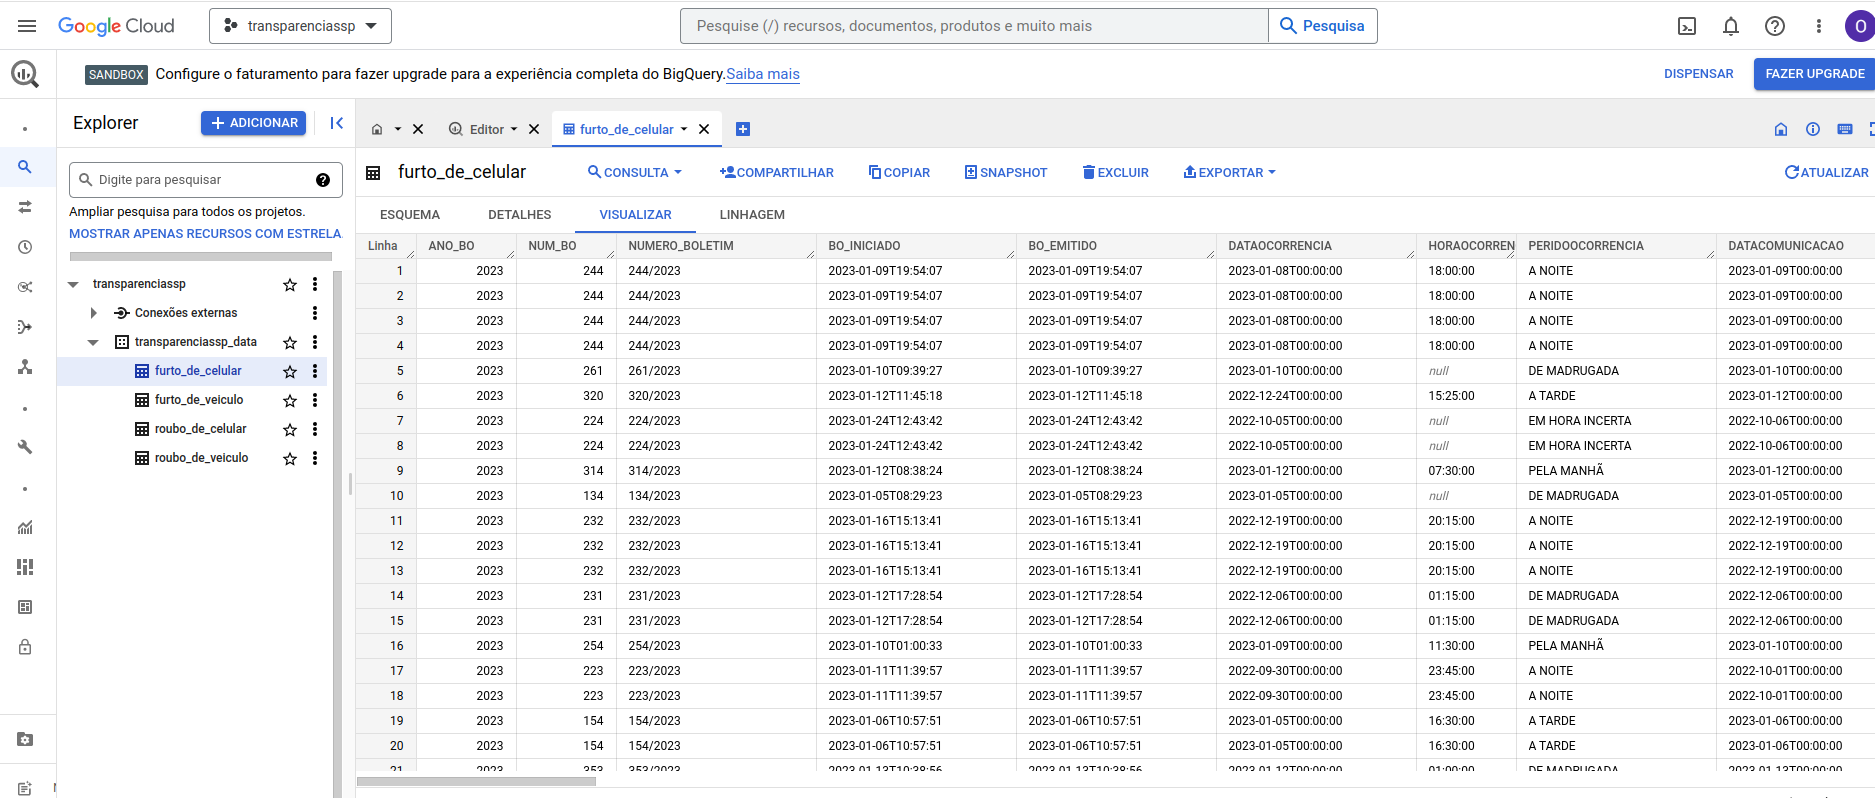 Google Cloud
transparenciassp
Pesquise (/) recursos, documentos, produtos e muito mais
Pesquisa
O
SANDBOX Configure o faturamento para fazer upgrade para a experiência completa do BigQuery. Saiba mais
DISPENSAR
FAZER UPGRADE
Explorer
ADICIONAR
Digite para pesquisar
Ampliar pesquisa para todos os projetos.
MOSTRAR APENAS RECURSOS COM ESTRELA
transparenciassp
Conexões externas
transparenciassp_data
furto_de_celular
furto_de_veiculo
roubo_de_celular
roubo_de_veiculo
Editor
furto_de_celular
furto_de_celular
CONSULTA
COMPARTILHAR
COPIAR
SNAPSHOT
EXCLUIR
EXPORTAR
ATUALIZAR
ESQUEMA DETALHES VISUALIZAR LINHAGEM
Linha ANO_BO NUM_BO NUMERO_BOLETIM BO_INICIADO BO_EMITIDO DATAOCORRENCIA HORAOCORREN PERIDOOCORRENCIA DATACOMUNICACAO
1 2023 244 244/2023 2023-01-09T19:54:07 2023-01-09T19:54:07 2023-01-08T00:00:00 18:00:00 A NOITE 2023-01-09T00:00:00
2 2023 244 244/2023 2023-01-09T19:54:07 2023-01-09T19:54:07 2023-01-08T00:00:00 18:00:00 A NOITE 2023-01-09T00:00:00
3 2023 244 244/2023 2023-01-09T19:54:07 2023-01-09T19:54:07 2023-01-08T00:00:00 18:00:00 A NOITE 2023-01-09T00:00:00
4 2023 244 244/2023 2023-01-09T19:54:07 2023-01-09T19:54:07 2023-01-08T00:00:00 18:00:00 A NOITE 2023-01-09T00:00:00
5 2023 261 261/2023 2023-01-10T09:39:27 2023-01-10T09:39:27 2023-01-10T00:00:00 null DE MADRUGADA 2023-01-10T00:00:00
6 2023 320 320/2023 2023-01-12T11:45:18 2023-01-12T11:45:18 2022-12-24T00:00:00 15:25:00 A TARDE 2023-01-12T00:00:00
7 2023 224 224/2023 2023-01-24T12:43:42 2023-01-24T12:43:42 2022-10-05T00:00:00 null EM HORA INCERTA 2022-10-06T00:00:00
8 2023 224 224/2023 2023-01-24T12:43:42 2023-01-24T12:43:42 2022-10-05T00:00:00 null EM HORA INCERTA 2022-10-06T00:00:00
9 2023 314 314/2023 2023-01-12T08:38:24 2023-01-12T08:38:24 2023-01-12T00:00:00 07:30:00 PELA MANHÃ 2023-01-12T00:00:00
10 2023 134 134/2023 2023-01-05T08:29:23 2023-01-05T08:29:23 2023-01-05T00:00:00 null DE MADRUGADA 2023-01-05T00:00:00
11 2023 232 232/2023 2023-01-16T15:13:41 2023-01-16T15:13:41 2022-12-19T00:00:00 20:15:00 A NOITE 2022-12-19T00:00:00
12 2023 232 232/2023 2023-01-16T15:13:41 2023-01-16T15:13:41 2022-12-19T00:00:00 20:15:00 A NOITE 2022-12-19T00:00:00
13 2023 232 232/2023 2023-01-16T15:13:41 2023-01-16T15:13:41 2022-12-19T00:00:00 20:15:00 A NOITE 2022-12-19T00:00:00
14 2023 231 231/2023 2023-01-12T17:28:54 2023-01-12T17:28:54 2022-12-06T00:00:00 01:15:00 DE MADRUGADA 2022-12-06T00:00:00
15 2023 231 231/2023 2023-01-12T17:28:54 2023-01-12T17:28:54 2022-12-06T00:00:00 01:15:00 DE MADRUGADA 2022-12-06T00:00:00
16 2023 254 254/2023 2023-01-10T01:00:33 2023-01-10T01:00:33 2023-01-09T00:00:00 11:30:00 PELA MANHÃ 2023-01-10T00:00:00
17 2023 223 223/2023 2023-01-11T11:39:57 2023-01-11T11:39:57 2022-09-30T00:00:00 23:45:00 A NOITE 2022-10-01T00:00:00
18 2023 223 223/2023 2023-01-11T11:39:57 2023-01-11T11:39:57 2022-09-30T00:00:00 23:45:00 A NOITE 2022-10-01T00:00:00
19 2023 154 154/2023 2023-01-06T10:57:51 2023-01-06T10:57:51 2023-01-05T00:00:00 16:30:00 A TARDE 2023-01-06T00:00:00
20 2023 154 154/2023 2023-01-06T10:57:51 2023-01-06T10:57:51 2023-01-05T00:00:00 16:30:00 A TARDE 2023-01-06T00:00:00
21 2023 353 353/2023 2023-01-13T10:38:56 2023-01-13T10:38:56 2023-01-12T00:00:00 01:00:00 DE MADRUGADA 2023-01-13T00:00:00